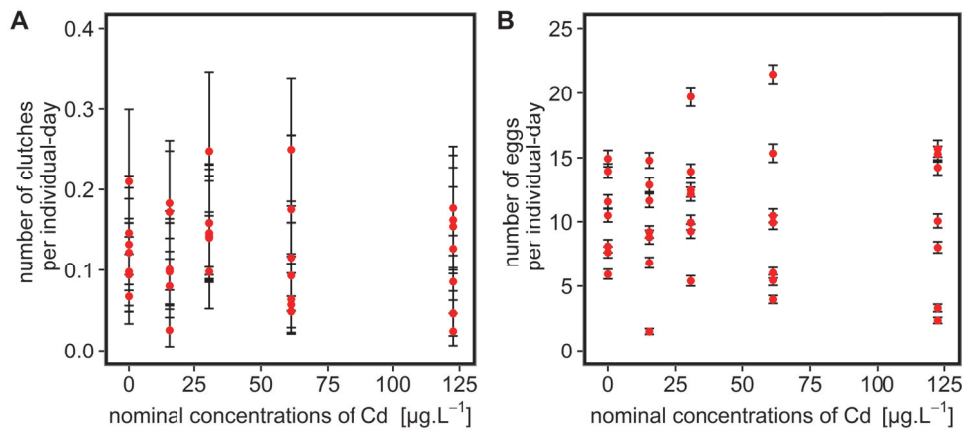 A
0.4
0.3
0.2
0.1
0.0
number of clutches
per individual-day
0
25
50
75
100
125
nominal concentrations of Cd [µg.L⁻¹]
B
25
20
15
10
5
0
number of eggs
per individual-day
0
25
50
75
100
125
nominal concentrations of Cd [µg.L⁻¹]